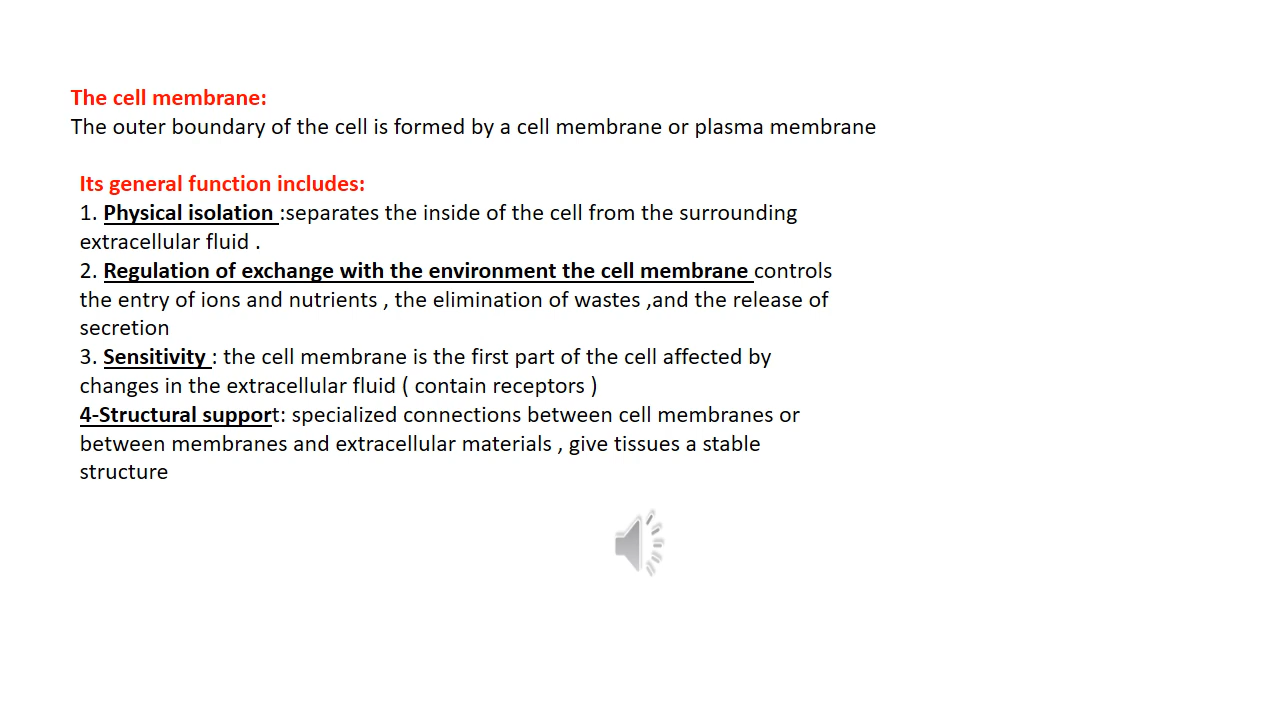 The cell membrane:
The outer boundary of the cell is formed by a cell membrane or plasma membrane
Its general function includes:
1. Physical isolation :separates the inside of the cell from the surrounding
extracellular fluid .
2. Regulation of exchange with the environment the cell membrane controls
the entry of ions and nutrients , the elimination of wastes ,and the release of
secretion
3. Sensitivity : the cell membrane is the first part of the cell affected by
changes in the extracellular fluid ( contain receptors )
4-Structural support: specialized connections between cell membranes or
between membranes and extracellular materials , give tissues a stable
structure